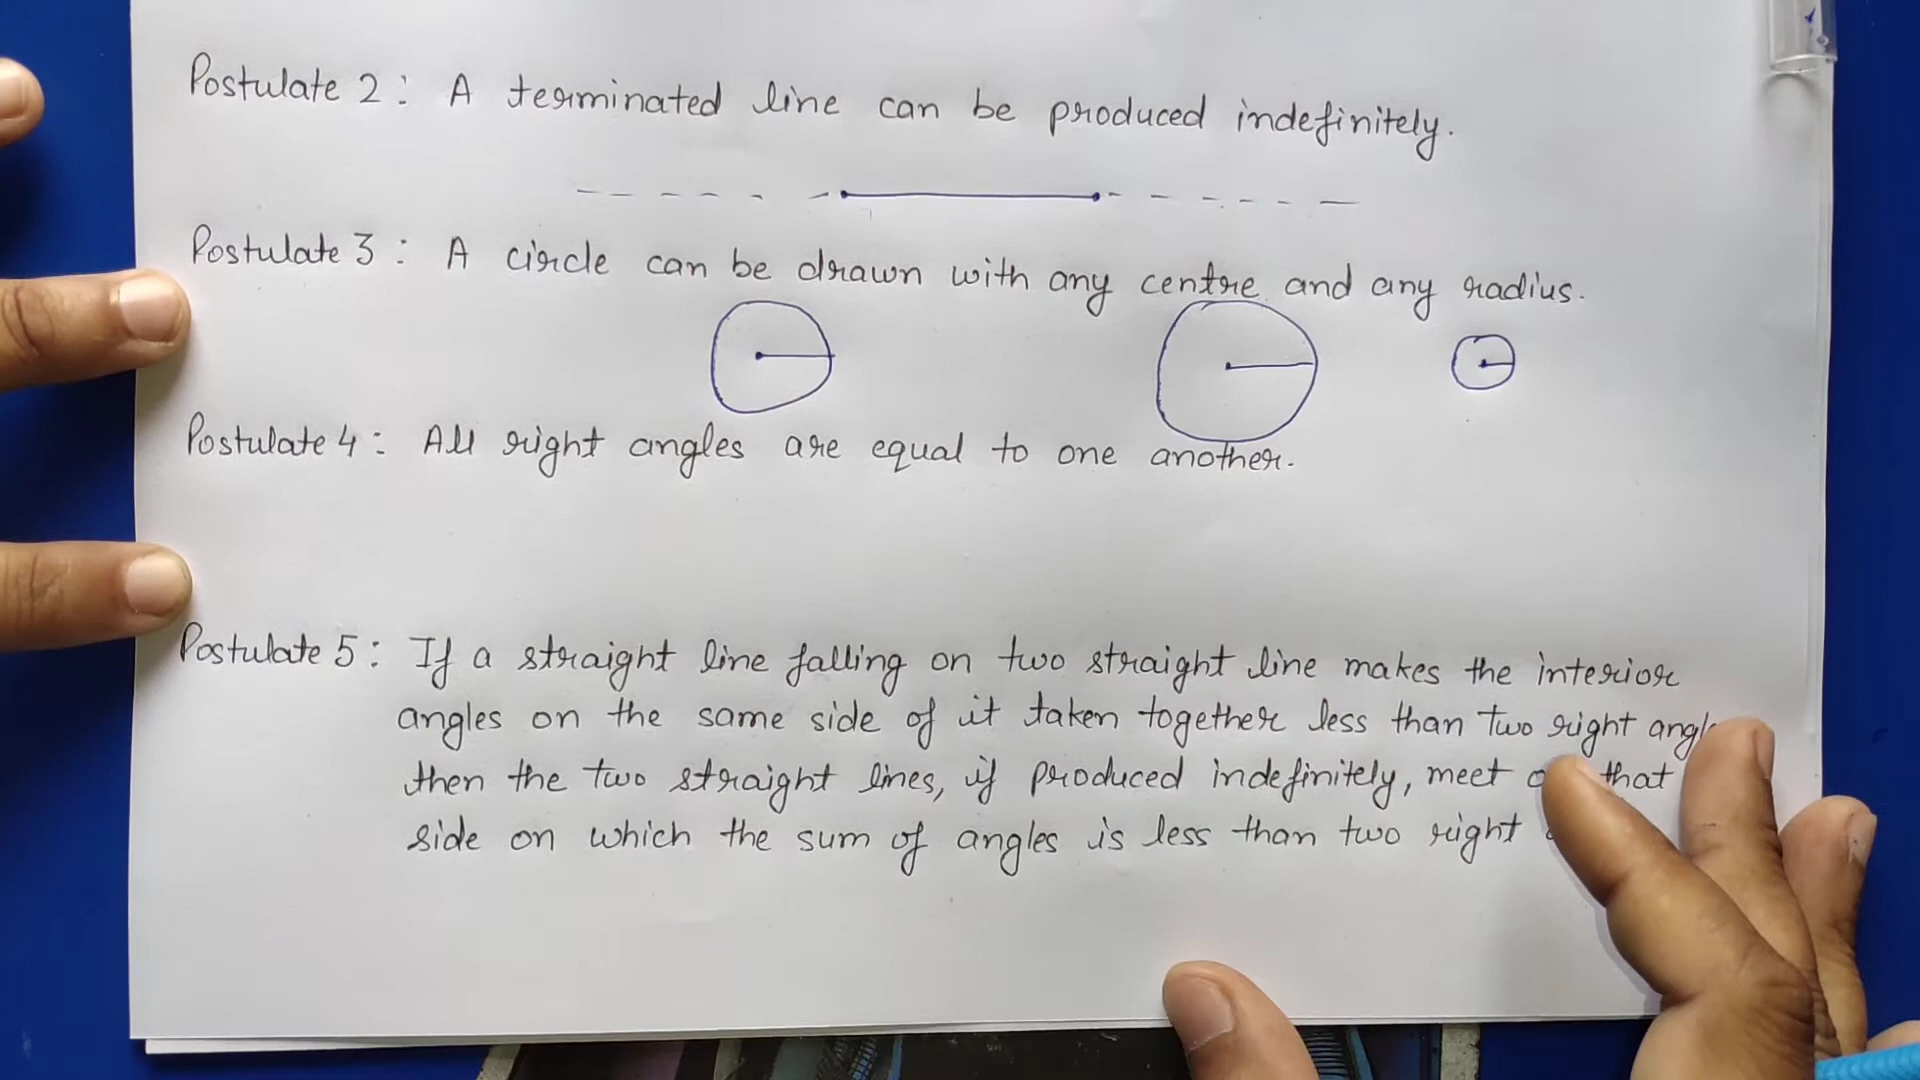 Postulate 2: A terminated line can be produced indefinitely.
Postulate 3: A circle can be drawn with any centre and any radius.
Postulate 4: All right angles are equal to one another.
Postulate 5: If a straight line falling on two straight line makes the interior
angles on the same side of it taken together less than two right
then the two straight lines, if produced indefinitely, meet that
side on which the sum of angles is less than two right